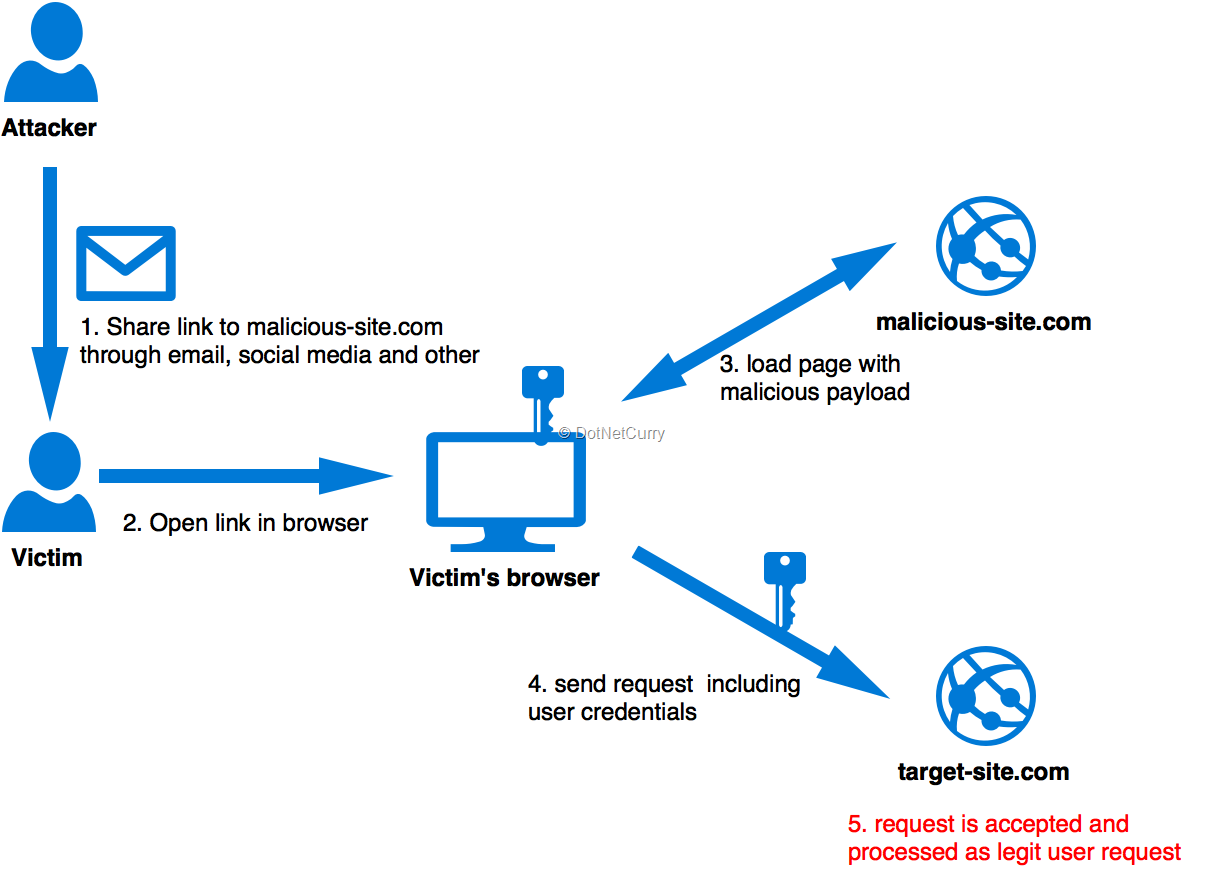 Attacker
1. Share link to malicious-site.com
through email, social media and other
malicious-site.com
3. load page with
malicious payload
© DotNetCurry
2. Open link in browser
Victim
Victim's browser
4. send request including
user credentials
target-site.com
5. request is accepted and
processed as legit user request